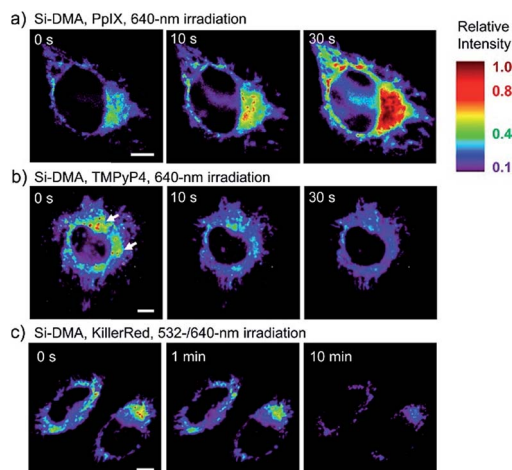 a) Si-DMA, PpIX, 640-nm irradiation
0 s
10 s
30 s
Relative
Intensity
1.0
0.8
0.4
0.1
b) Si-DMA, TMPyP4, 640-nm irradiation
0 s
10 s
30 s
c) Si-DMA, KillerRed, 532-/640-nm irradiation
0 s
1 min
10 min